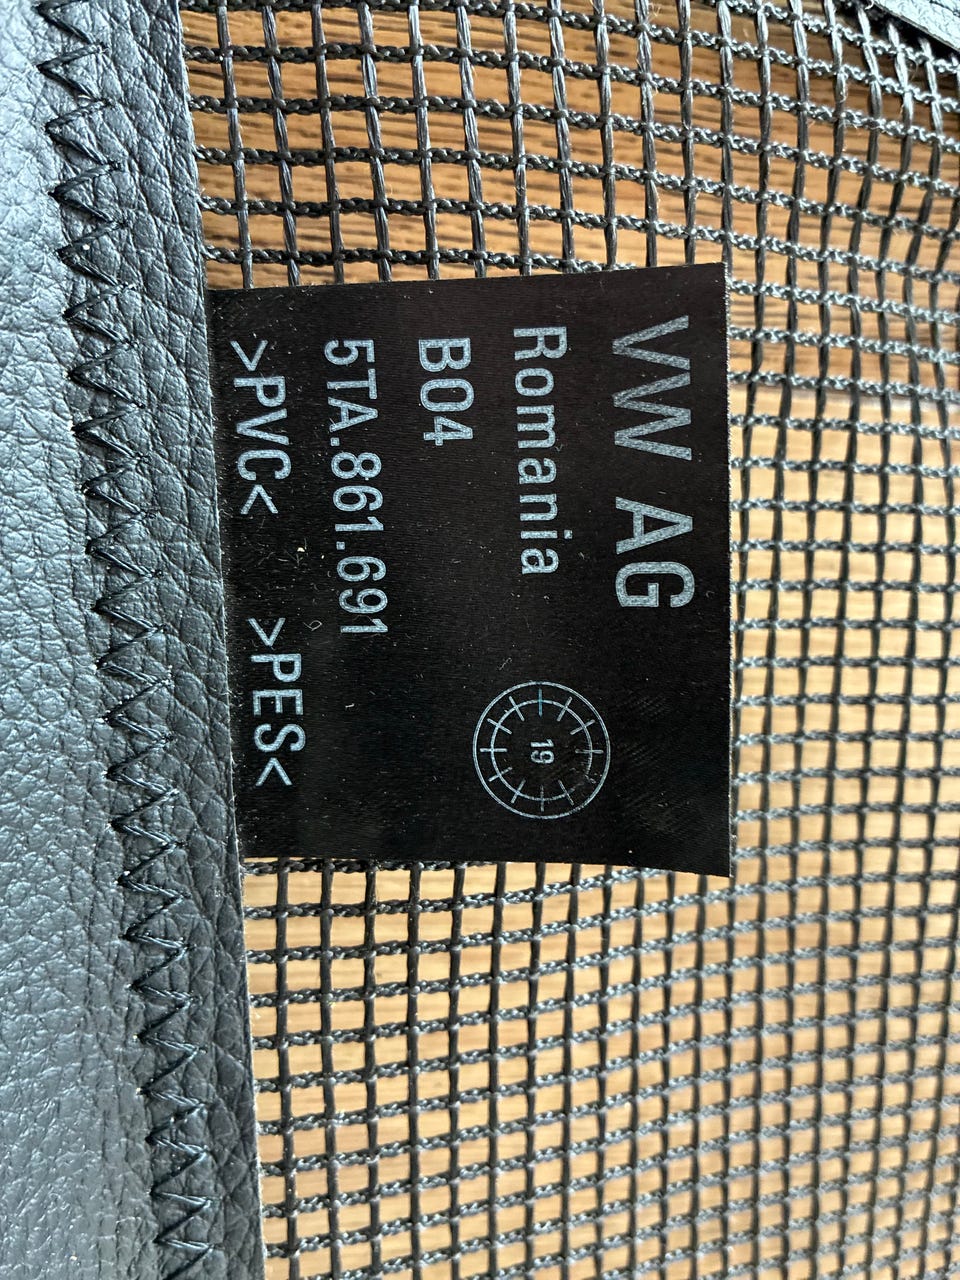 VW AG
Romania
B04
5TA.861.691
>PVC< >PES<
19